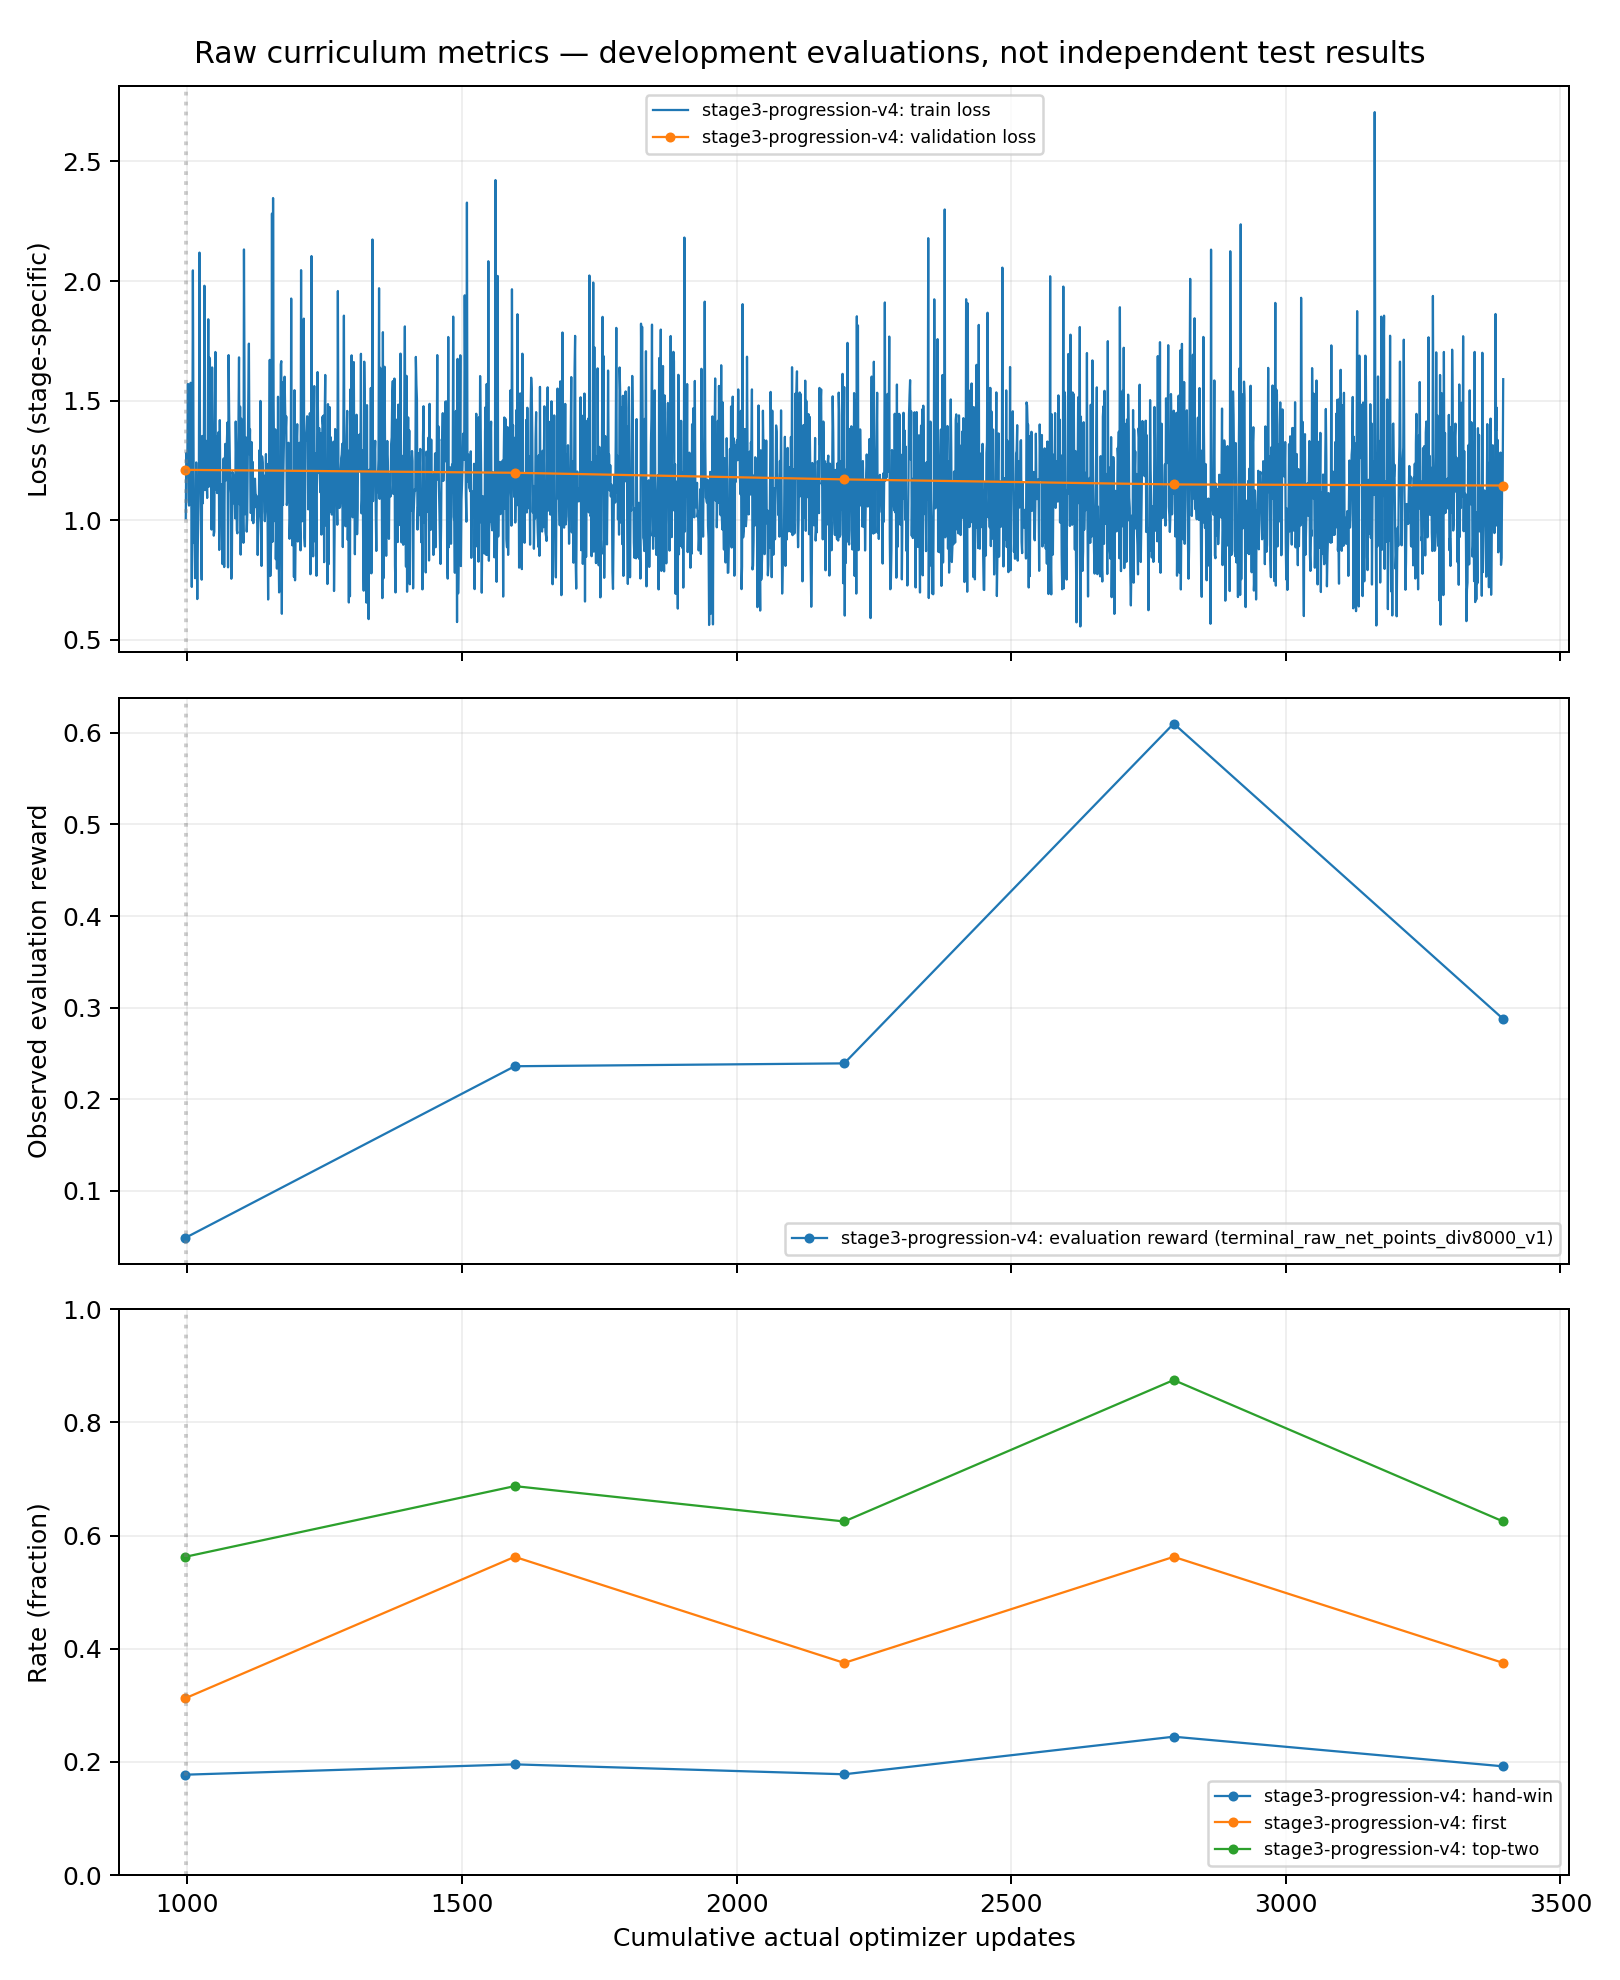 Raw curriculum metrics — development evaluations, not independent test results
stage3-progression-v4: train loss
stage3-progression-v4: validation loss
Loss (stage-specific)
2.5
2.0
1.5
1.0
0.5
Observed evaluation reward
0.6
0.5
0.4
0.3
0.2
0.1
stage3-progression-v4: evaluation reward (terminal_raw_net_points_div8000_v1)
Rate (fraction)
1.0
0.8
0.6
0.4
0.2
0.0
stage3-progression-v4: hand-win
stage3-progression-v4: first
stage3-progression-v4: top-two
1000 1500 2000 2500 3000 3500
Cumulative actual optimizer updates